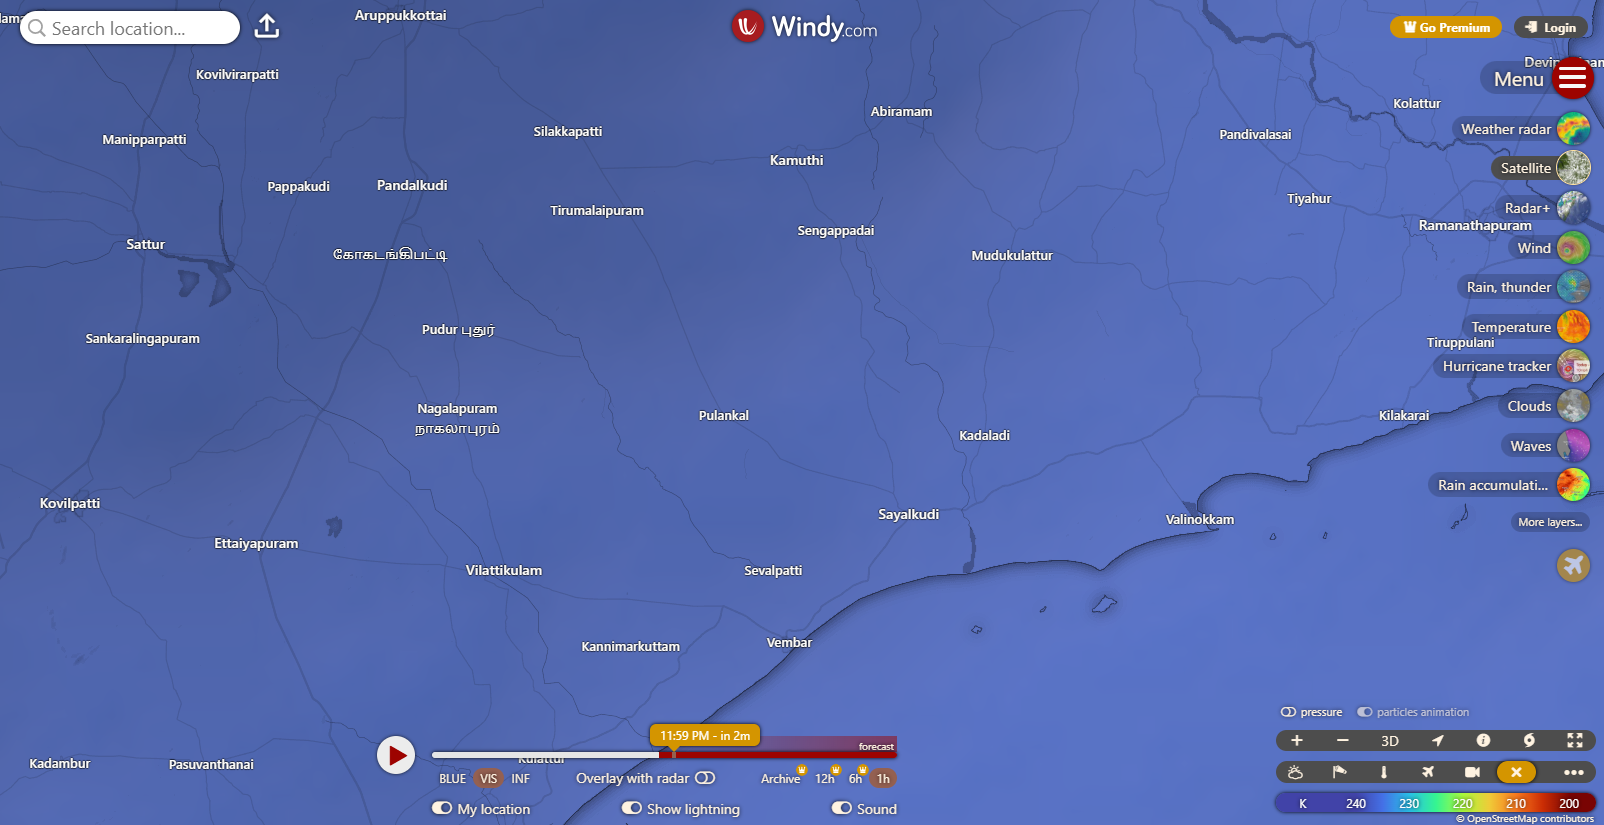 Search location...
Windy.com
Go Premium
Login
Menu
Weather radar
Satellite
Radar+
Wind
Rain, thunder
Temperature
Hurricane tracker
Clouds
Waves
Rain accumulati...
More layers...
Aruppukkottai
Kovilvirarpatti
Abiramam
Kolattur
Silakkapatti
Pandivalasai
Manipparpatti
Kamuthi
Pappakudi
Pandalkudi
Tiyahur
Tirumalaipuram
Ramanathapuram
Sengappadai
Sattur
கோகடங்கிபட்டி
Mudukulattur
Pudur புதுர்
Sankaralingapuram
Tiruppulani
Nagalapuram
நாகலாபுரம்
Pulankal
Kilakarai
Kadaladi
Kovilpatti
Sayalkudi
Valinokkam
Ettaiyapuram
Vilattikulam
Sevalpatti
Kannimarkuttam
Vembar
Kadambur
Pasuvanthanai
11:59 PM - in 2m
forecast
BLUE VIS INF
Overlay with radar
Archive 12h 6h 1h
My location
Show lightning
Sound
pressure
particles animation
3D
K 240 230 220 210 200
© OpenStreetMap contributors